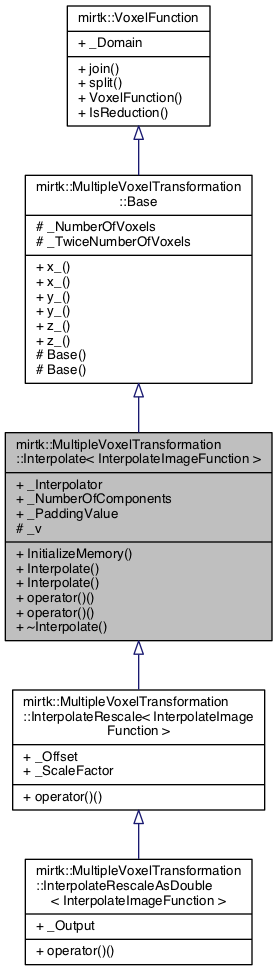 mirtk::VoxelFunction
+ _Domain
+ join()
+ split()
+ VoxelFunction()
+ IsReduction()
mirtk::MultipleVoxelTransformation
::Base
# _NumberOfVoxels
# _TwiceNumberOfVoxels
+ x_()
+ x_()
+ y_()
+ y_()
+ z_()
+ z_()
# Base()
# Base()
mirtk::MultipleVoxelTransformation
::Interpolate< InterpolateImageFunction >
+ _Interpolator
+ _NumberOfComponents
+ _PaddingValue
# _v
+ InitializeMemory()
+ Interpolate()
+ Interpolate()
+ operator()()
+ operator()()
+ ~Interpolate()
mirtk::MultipleVoxelTransformation
::InterpolateRescale< InterpolateImage
Function >
+ _Offset
+ _ScaleFactor
+ operator()()
mirtk::MultipleVoxelTransformation
::InterpolateRescaleAsDouble
< InterpolateImageFunction >
+ _Output
+ operator()()